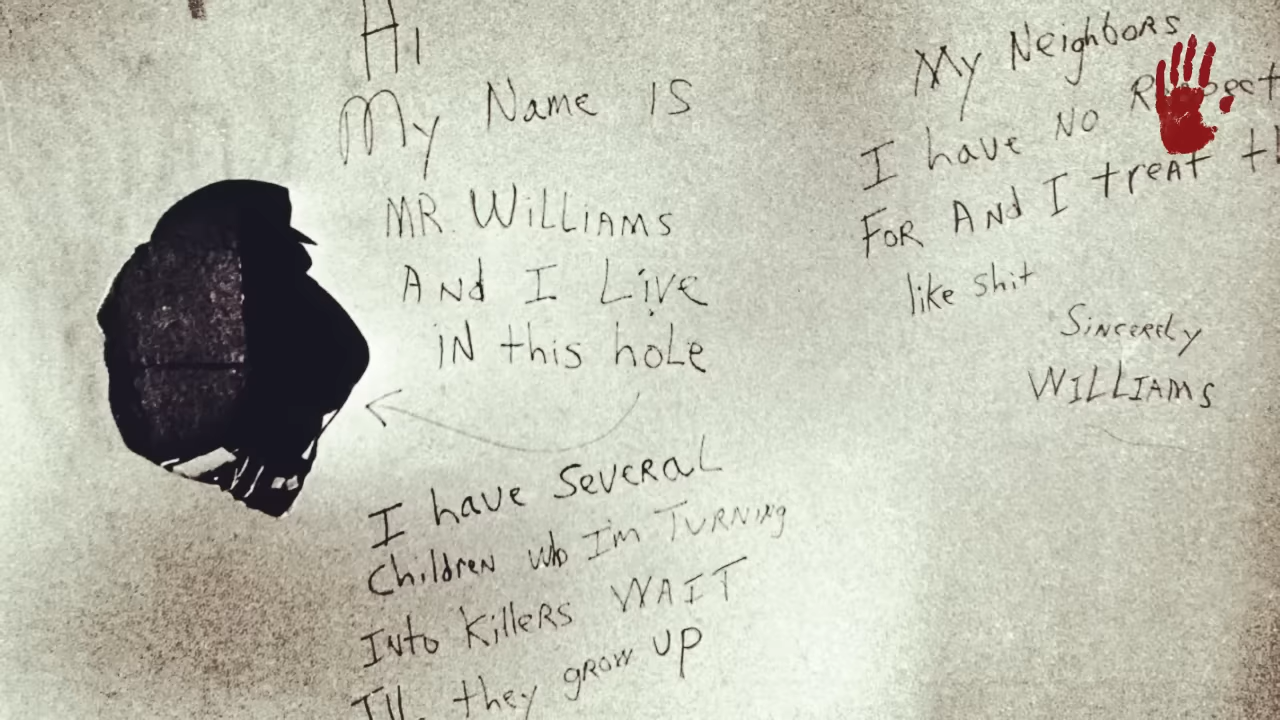 Hi
My Name IS
MR. WilliAMS
ANd I Live
iN this hole
I have SeveRal
Children who I'm TURNiNg
INto KilleRS WAIT
Till they gROW UP
My NeighboRS
I have NO
FOR ANd I treAt
like shit
SiNcerely
WILLIAMS